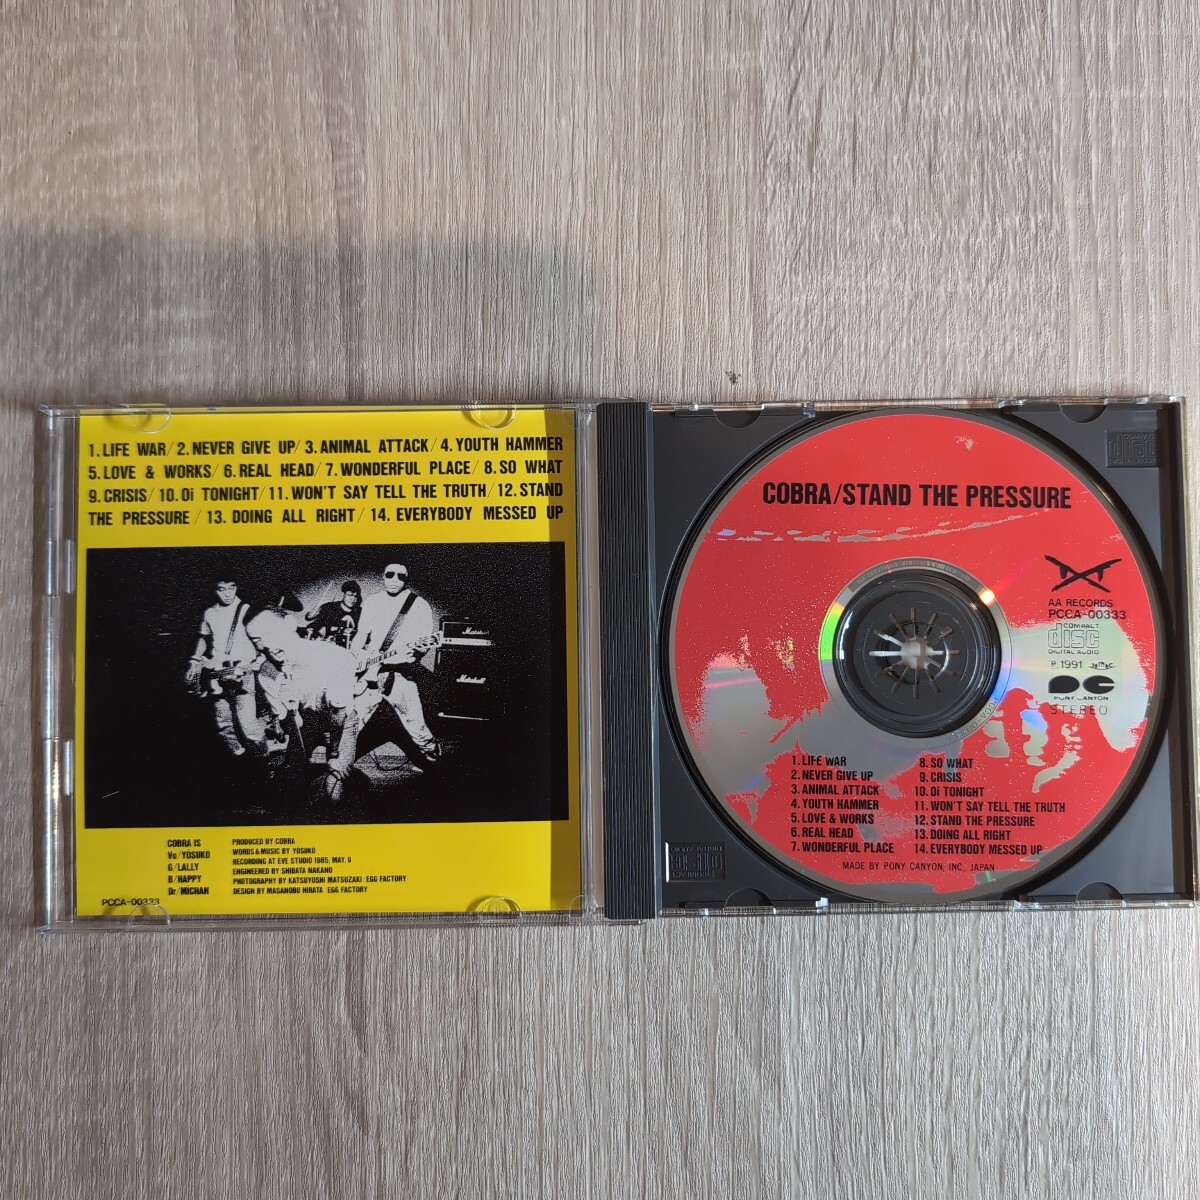 1. LIFE WAR / 2. NEVER GIVE UP / 3. ANIMAL ATTACK / 4. YOUTH HAMMER
5. LOVE & WORKS / 6. REAL HEAD / 7. WONDERFUL PLACE / 8. SO WHAT
9. CRISIS / 10. Oi TONIGHT / 11. WON'T SAY TELL THE TRUTH / 12. STAND
THE PRESSURE / 13. DOING ALL RIGHT / 14. EVERYBODY MESSED UP
Marshall
Marshall
COBRA IS
Vo/YOSUKO
G/LALLY
B/HAPPY
Dr/MICHAN
PRODUCED BY COBRA
WORDS & MUSIC BY YOSUKO
RECORDING AT EVE STUDIO 1985, MAY. 9
ENGINEERED BY SHIBATA NAKANO
PHOTOGRAPHY BY KATSUYOSHI MATSUZAKI EGG FACTORY
DESIGN BY MASANOBU HIRATA EGG FACTORY
PCCA-00333
COBRA/STAND THE PRESSURE
AA RECORDS
PCCA-00333
COMPACT
disc
DIGITAL AUDIO
P 1991
PONY CANYON
STEREO
1. LIFE WAR
2. NEVER GIVE UP
3. ANIMAL ATTACK
4. YOUTH HAMMER
5. LOVE & WORKS
6. REAL HEAD
7. WONDERFUL PLACE
8. SO WHAT
9. CRISIS
10. Oi TONIGHT
11. WON'T SAY TELL THE TRUTH
12. STAND THE PRESSURE
13. DOING ALL RIGHT
14. EVERYBODY MESSED UP
MADE BY PONY CANYON, INC., JAPAN